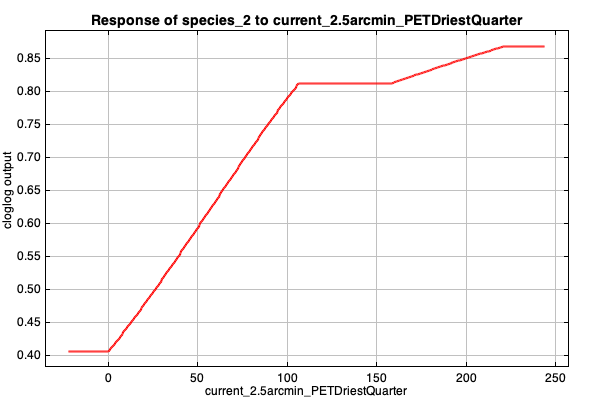 Response of species_2 to current_2.5arcmin_PETDriestQuarter
0.85
0.80
0.75
0.70
0.65
0.60
0.55
0.50
0.45
0.40
cloglog output
0 50 100 150 200 250
current_2.5arcmin_PETDriestQuarter